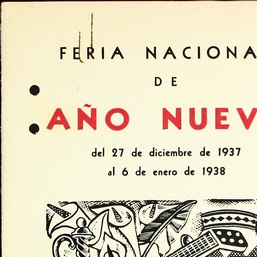 FERIA NACIONA
DE
AÑO NUEV
del 27 de diciembre de 1937
al 6 de enero de 1938